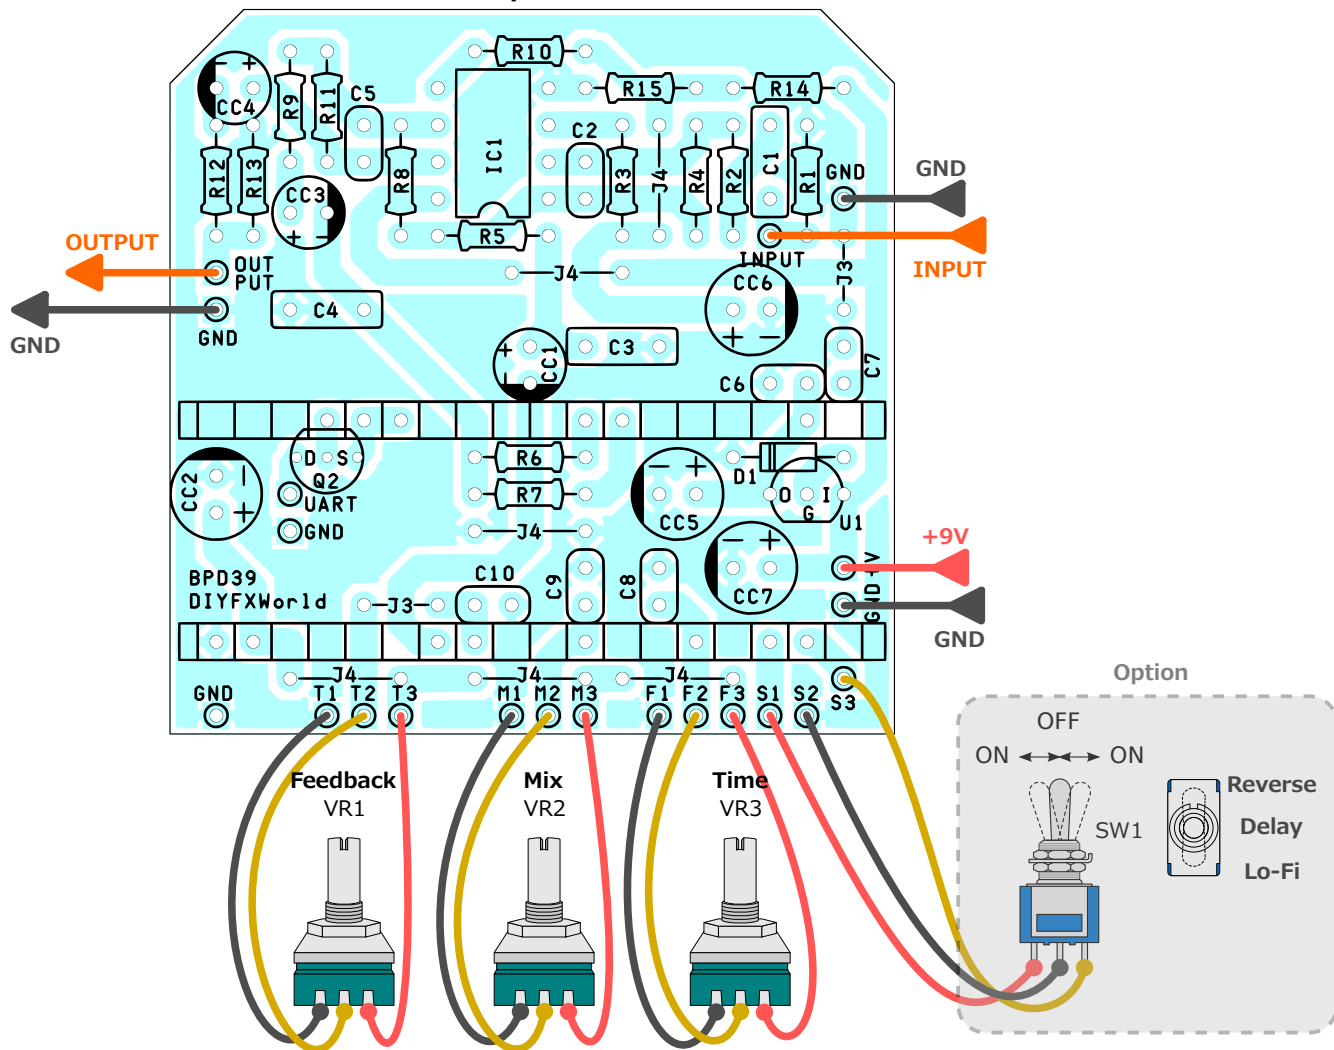 R10
R15
R14
CC4
R9
R11
C5
IC1
C2
C1
R12
R13
R8
R3
J4
R4
R2
R1
GND
GND
CC3
R5
OUTPUT
OUT
PUT
INPUT
INPUT
J4
J3
CC6
C4
GND
GND
CC1
C3
C6
C7
D S
Q2
R6
D1
CC2
UART
R7
CC5
O I
G
U1
GND
J4
+9V
+V
BPD39
DIYFXWorld
C10
C9
C8
CC7
GND
GND
J3
J4
J4
J4
GND
T1
T2
T3
M1
M2
M3
F1
F2
F3
S1
S2
S3
Option
OFF
ON
ON
Feedback
VR1
Mix
VR2
Time
VR3
SW1
Reverse
Delay
Lo-Fi